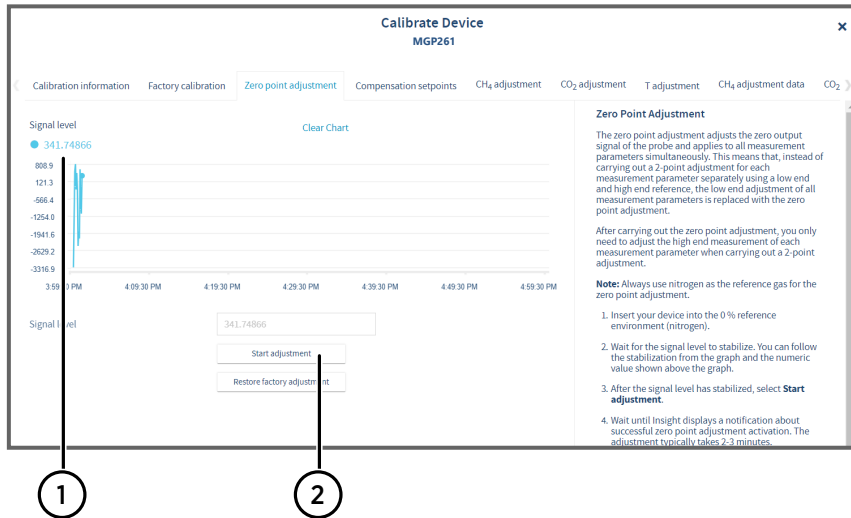 Calibrate Device
MGP261
Calibration information Factory calibration Zero point adjustment Compensation setpoints CH₄ adjustment CO₂ adjustment T adjustment CH₄ adjustment data CO₂
Signal level
Clear Chart
341.74866
808.9
121.3
-566.4
-1254.0
-1941.6
-2629.2
-3316.9
4:09:30 PM 4:19:30 PM 4:29:30 PM 4:39:30 PM 4:49:30 PM 4:59:30 PM
Signal level
341.74866
Start adjustment
Restore factory adjustment
Zero Point Adjustment
The zero point adjustment adjusts the zero output
signal of the probe and applies to all measurement
parameters simultaneously. This means that, instead of
carrying out a 2-point adjustment for each
measurement parameter separately using a low end
and high end reference, the low end adjustment of all
measurement parameters is replaced with the zero
point adjustment.
After carrying out the zero point adjustment, you only
need to adjust the high end measurement of each
measurement parameter when carrying out a 2-point
adjustment.
Note: Always use nitrogen as the reference gas for the
zero point adjustment.
1. Insert your device into the 0 % reference
environment (nitrogen).
2. Wait for the signal level to stabilize. You can follow
the stabilization from the graph and the numeric
value shown above the graph.
3. After the signal level has stabilized, select Start
adjustment.
4. Wait until Insight displays a notification about
successful zero point adjustment activation. The
adjustment typically takes 2-3 minutes.
1
2